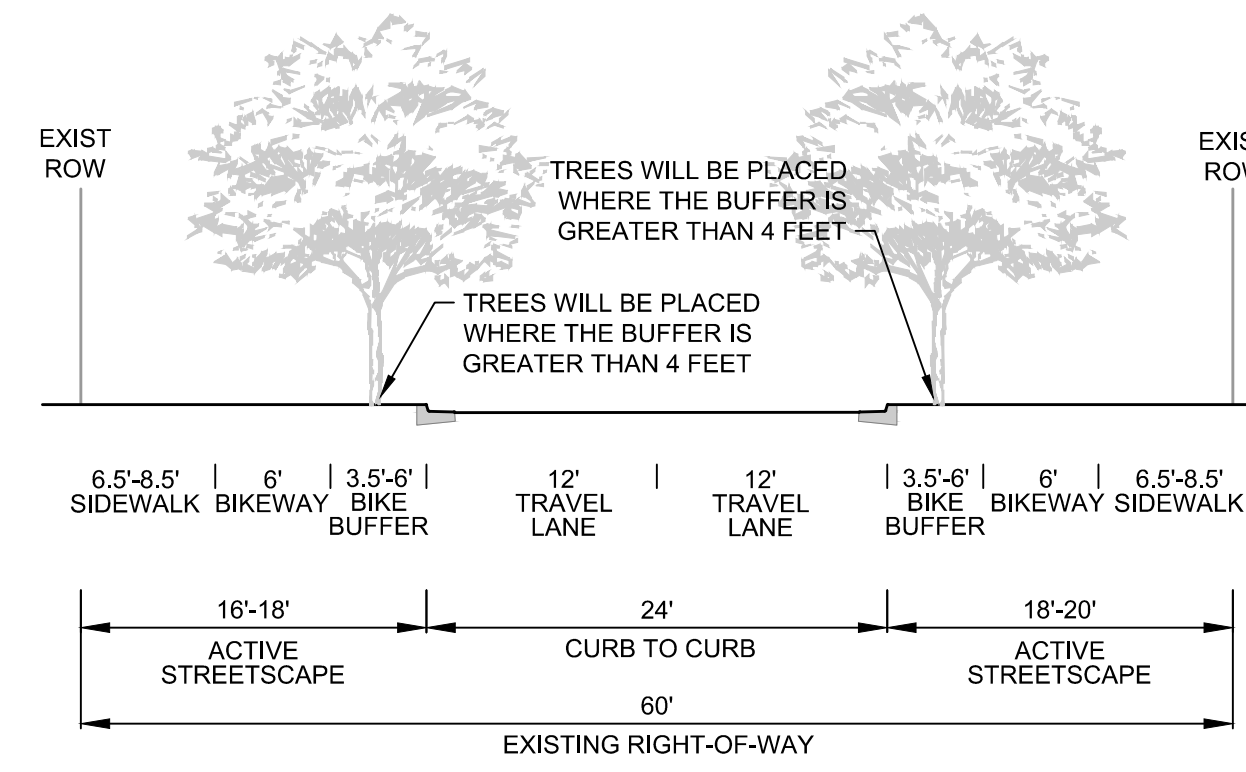 EXIST
ROW
EXIS
ROW
TREES WILL BE PLACED
WHERE THE BUFFER IS
GREATER THAN 4 FEET
TREES WILL BE PLACED
WHERE THE BUFFER IS
GREATER THAN 4 FEET
6.5'-8.5'
SIDEWALK
6'
BIKEWAY
3.5'-6'
BIKE
BUFFER
12'
TRAVEL
LANE
12'
TRAVEL
LANE
3.5'-6'
BIKE
BUFFER
6'
BIKEWAY
6.5'-8.5'
SIDEWALK
16'-18'
ACTIVE
STREETSCAPE
24'
CURB TO CURB
18'-20'
ACTIVE
STREETSCAPE
60'
EXISTING RIGHT-OF-WAY